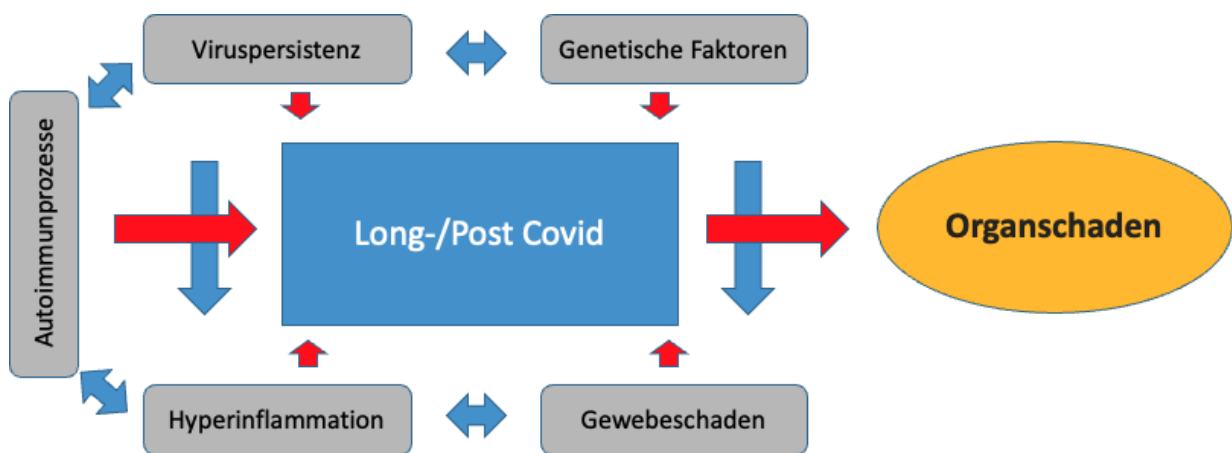 Viruspersistenz
Genetische Faktoren
Autoimmunprozesse
Long-/Post Covid
Organschaden
Hyperinflammation
Gewebeschaden